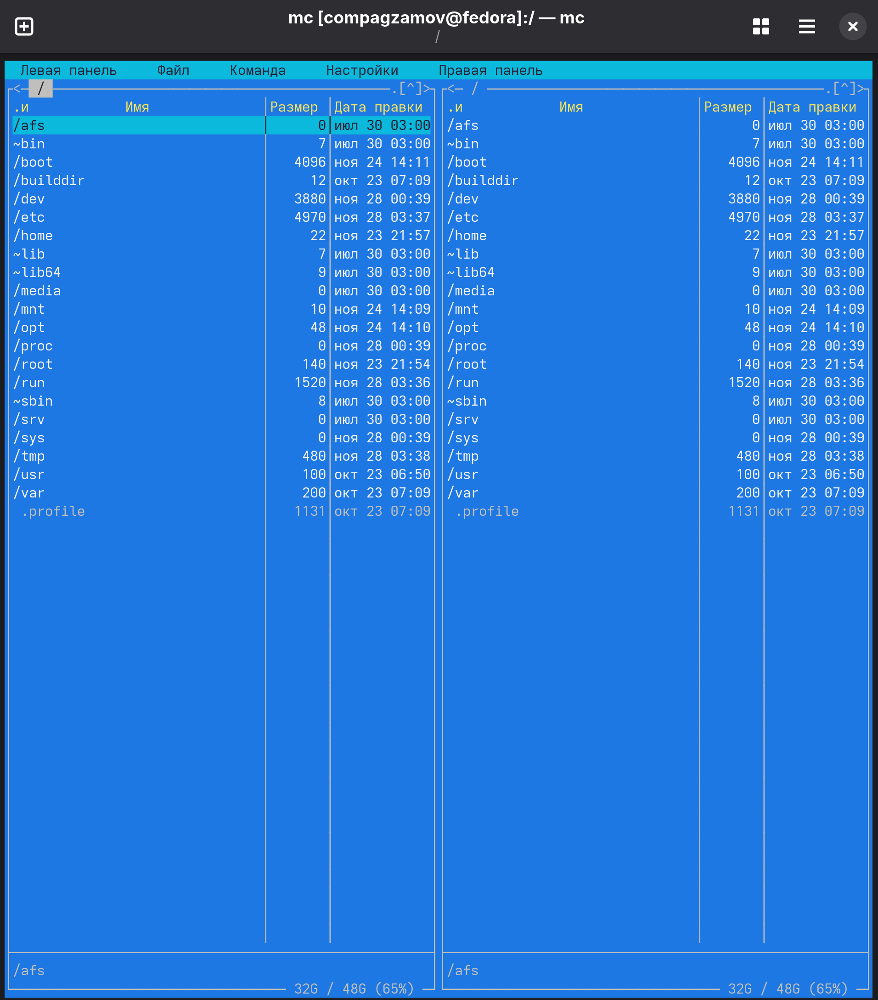 mc [compagzamov@fedora]:/ — mc
/
Левая панель Файл Команда Настройки Правая панель
<─ / .[^]> <─ / .[^]>
.и Имя Размер Дата правки .и Имя Размер Дата правки
/afs 0 июл 30 03:00 /afs 0 июл 30 03:00
~bin 7 июл 30 03:00 ~bin 7 июл 30 03:00
/boot 4096 ноя 24 14:11 /boot 4096 ноя 24 14:11
/builddir 12 окт 23 07:09 /builddir 12 окт 23 07:09
/dev 3880 ноя 28 00:39 /dev 3880 ноя 28 00:39
/etc 4970 ноя 28 03:37 /etc 4970 ноя 28 03:37
/home 22 ноя 23 21:57 /home 22 ноя 23 21:57
~lib 7 июл 30 03:00 ~lib 7 июл 30 03:00
~lib64 9 июл 30 03:00 ~lib64 9 июл 30 03:00
/media 0 июл 30 03:00 /media 0 июл 30 03:00
/mnt 10 ноя 24 14:09 /mnt 10 ноя 24 14:09
/opt 48 ноя 24 14:10 /opt 48 ноя 24 14:10
/proc 0 ноя 28 00:39 /proc 0 ноя 28 00:39
/root 140 ноя 23 21:54 /root 140 ноя 23 21:54
/run 1520 ноя 28 03:36 /run 1520 ноя 28 03:36
~sbin 8 июл 30 03:00 ~sbin 8 июл 30 03:00
/srv 0 июл 30 03:00 /srv 0 июл 30 03:00
/sys 0 ноя 28 00:39 /sys 0 ноя 28 00:39
/tmp 480 ноя 28 03:38 /tmp 480 ноя 28 03:38
/usr 100 окт 23 06:50 /usr 100 окт 23 06:50
/var 200 окт 23 07:09 /var 200 окт 23 07:09
.profile 1131 окт 23 07:09 .profile 1131 окт 23 07:09
/afs /afs
32G / 48G (65%) 32G / 48G (65%)